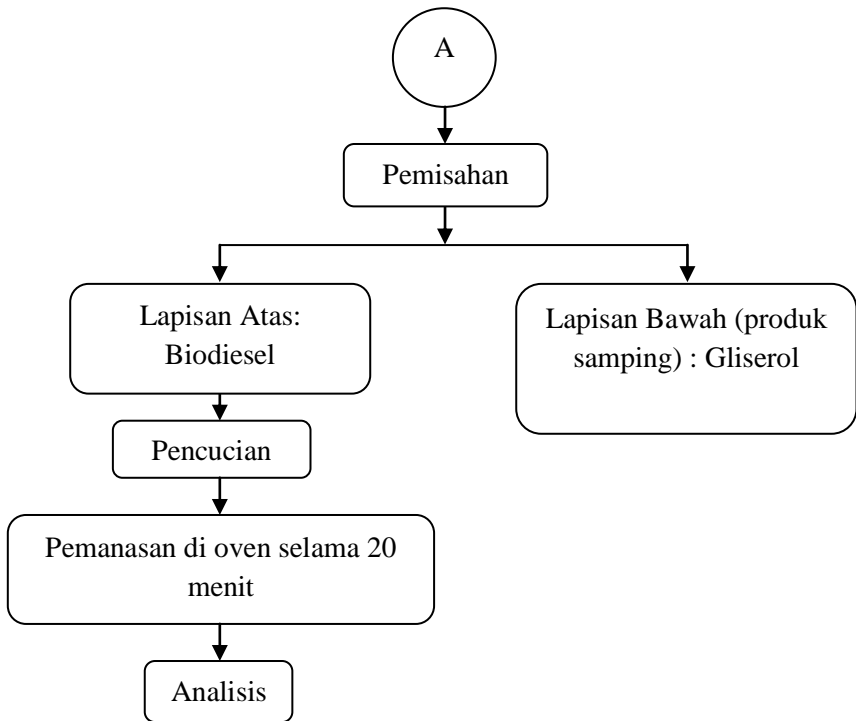 A
Pemisahan
Lapisan Atas:
Biodiesel
Lapisan Bawah (produk
samping) : Gliserol
Pencucian
Pemanasan di oven selama 20
menit
Analisis